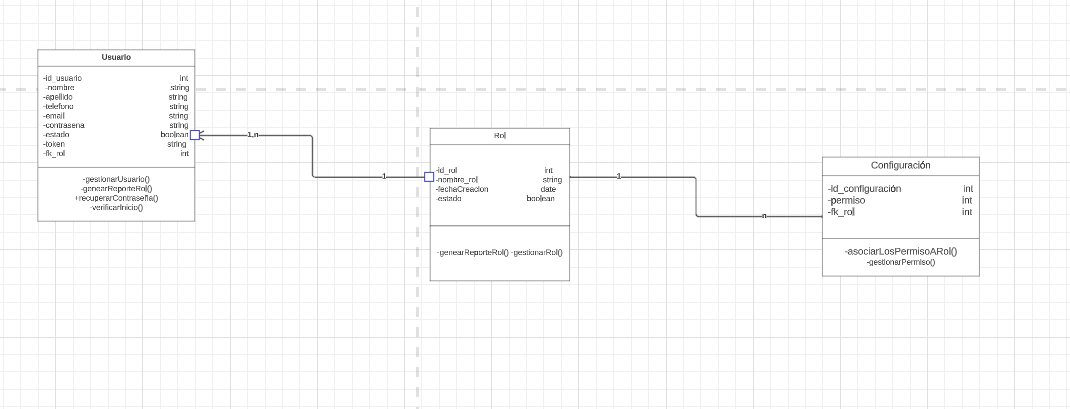 Usuario
-id_usuario int
-nombre string
-apellido string
-telefono string
-email string
-contrasena string
-estado boolean
-token string
-fk_rol int
-gestionarUsuario()
-genearReporteRol()
+recuperarContraseña()
-verificarInicio()
1,n
1
Rol
-id_rol int
-nombre_rol string
-fechaCreacion date
-estado boolean
-genearReporteRol() -gestionarRol()
1
n
Configuración
-id_configuración int
-permiso int
-fk_rol int
-asociarLosPermisoARol()
-gestionarPermiso()